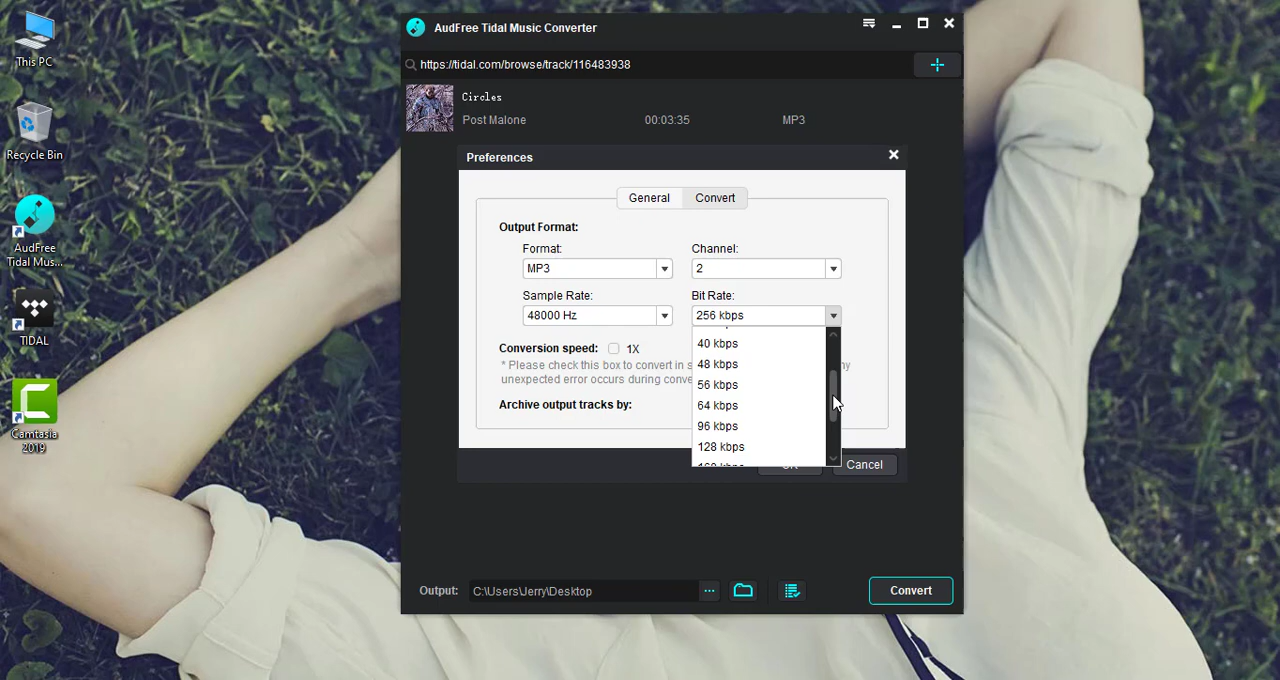 This PC
Recycle Bin
AudFree
Tidal Mus...
TIDAL
Camtasia
2019
AudFree Tidal Music Converter
https://tidal.com/browse/track/116483938
Circles
Post Malone 00:03:35 MP3
Preferences
General Convert
Output Format:
Format: Channel:
MP3 2
Sample Rate: Bit Rate:
48000 Hz 256 kbps
40 kbps
48 kbps
56 kbps
64 kbps
96 kbps
128 kbps
Conversion speed: 1X
* Please check this box to convert in
unexpected error occurs during
Archive output tracks by:
Cancel
Output: C:\Users\Jerry\Desktop ...
Convert